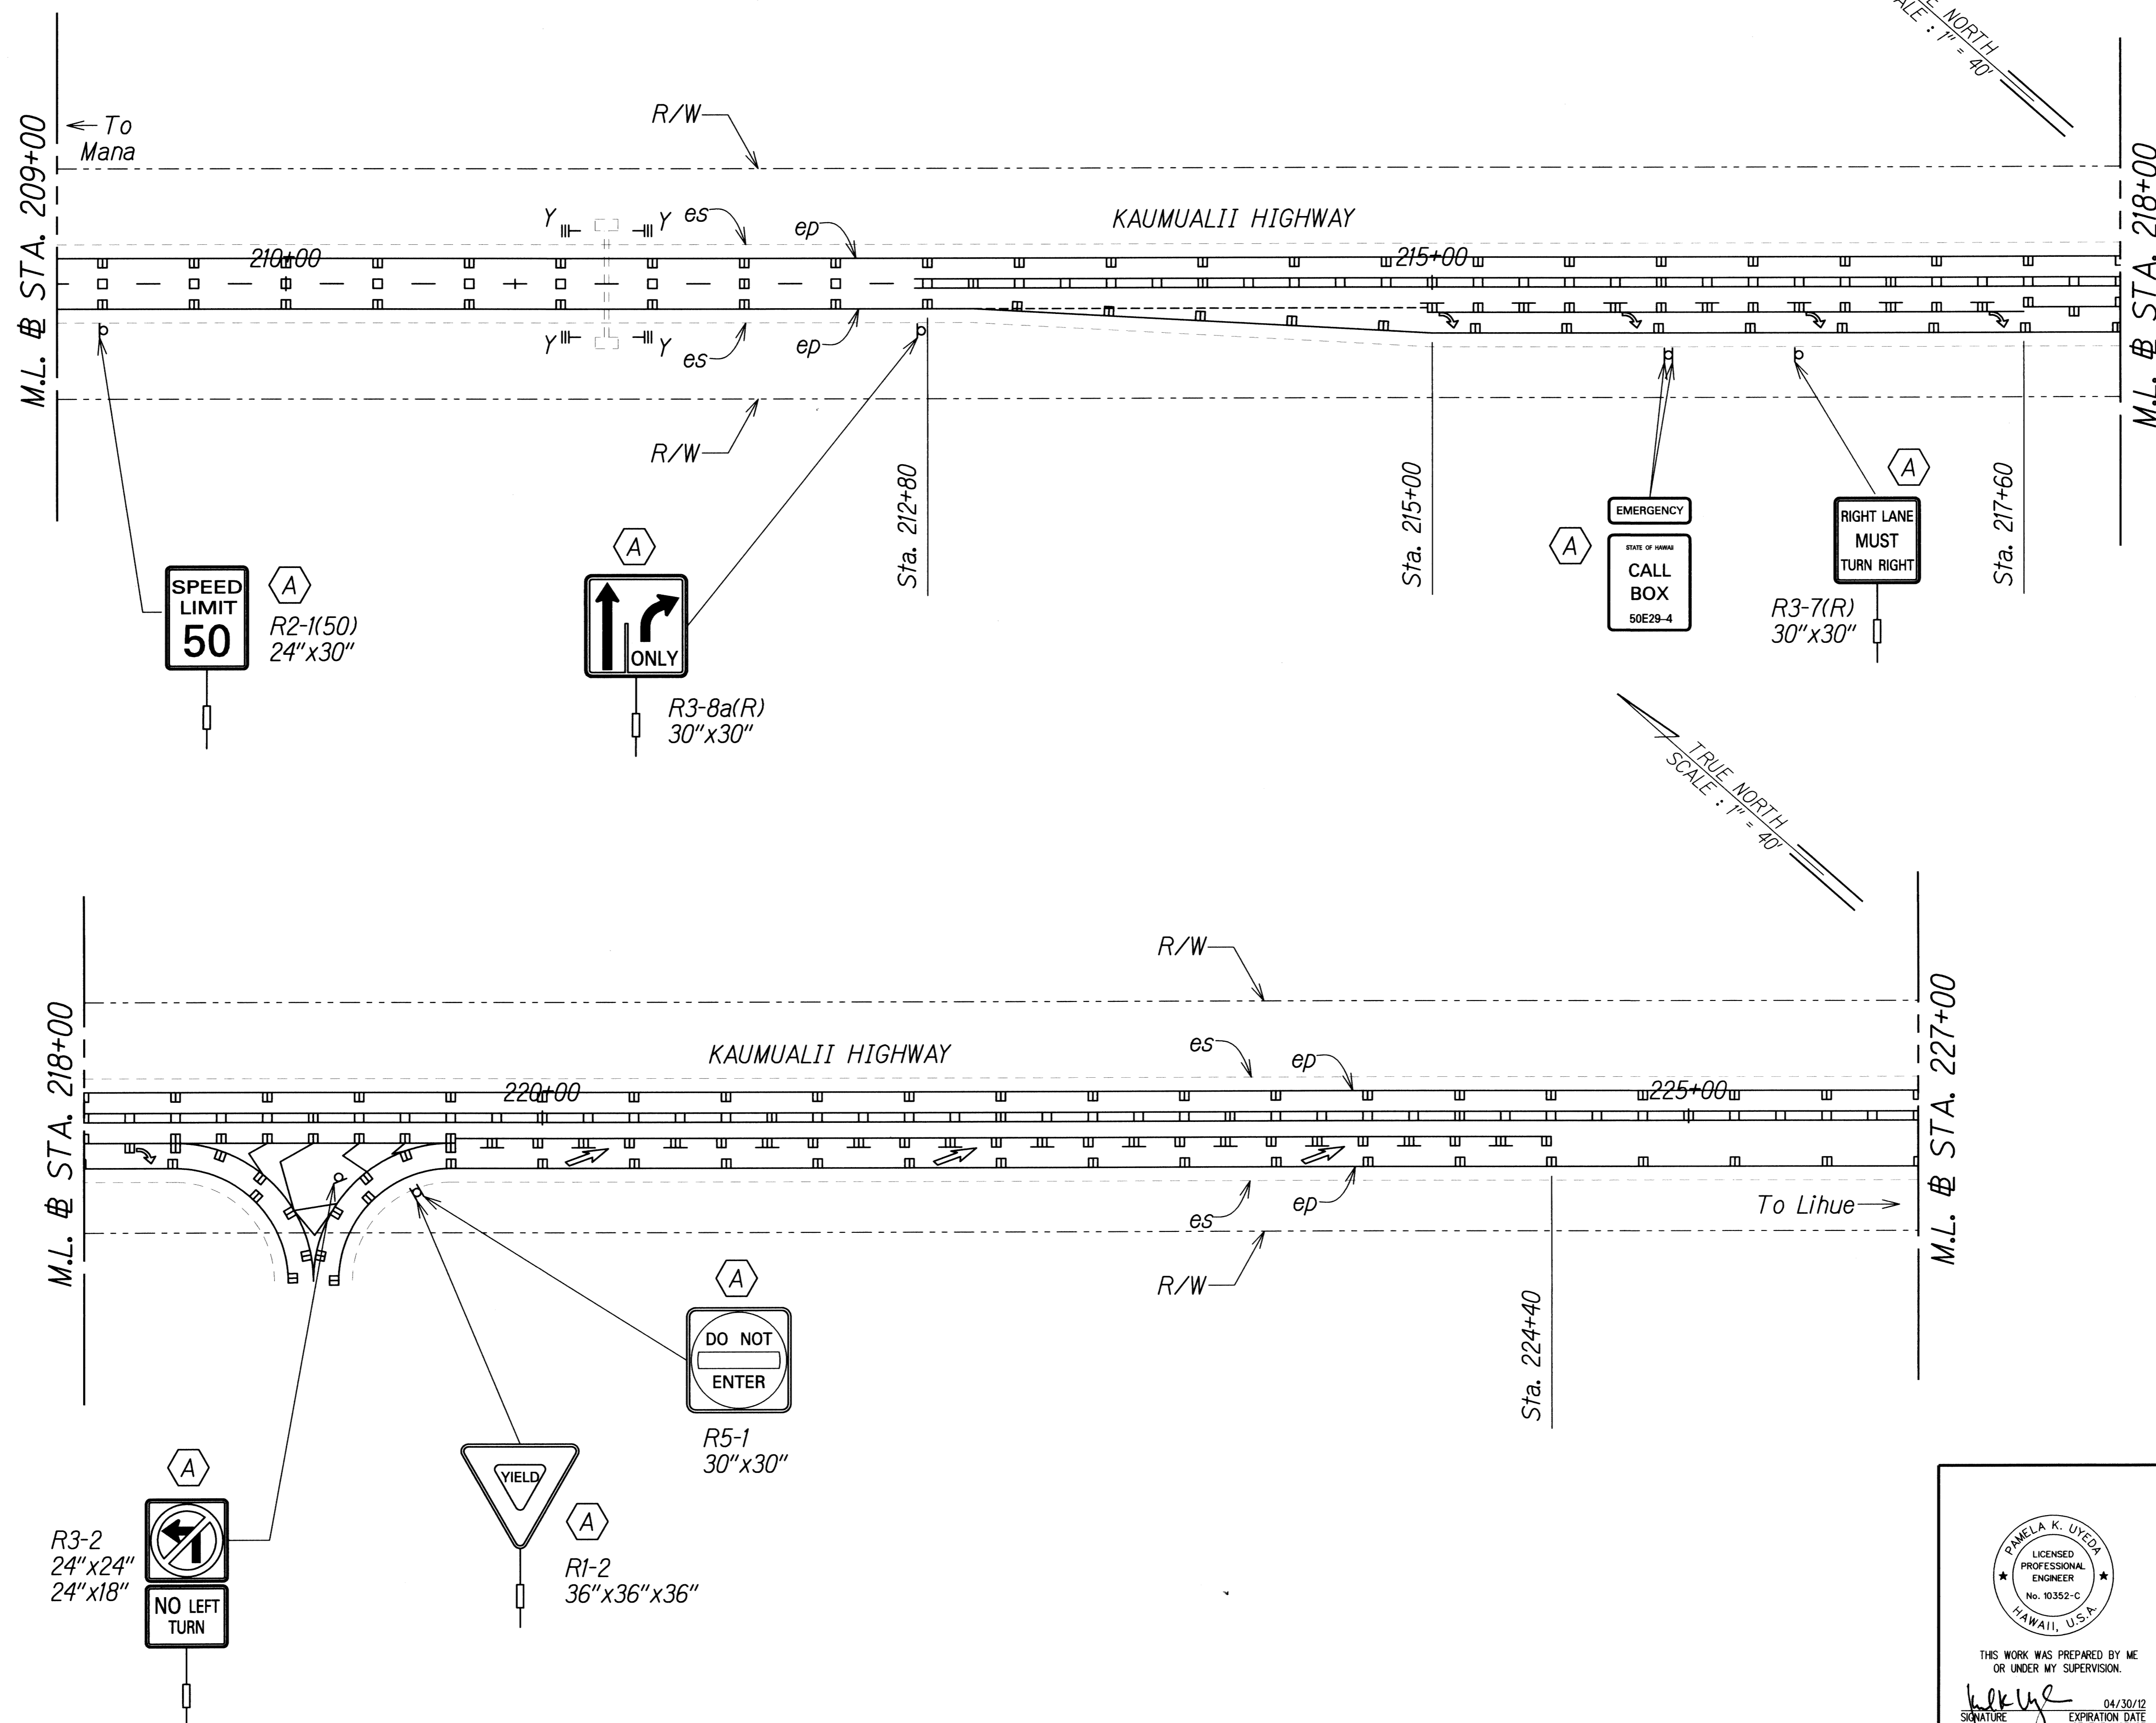 TRUE NORTH
SCALE : 1" = 40'
M.L. ℄ STA. 209+00
← To
Mana
R/W
KAUMUALII HIGHWAY
M.L. ℄ STA. 218+00
Y
Y
es
ep
210+00
215+00
Y
Y
es
ep
R/W
Sta. 212+80
Sta. 215+00
Sta. 217+60
SPEED
LIMIT
50
A
R2-1(50)
24"x30"
A
ONLY
R3-8a(R)
30"x30"
A
EMERGENCY
STATE OF HAWAII
CALL
BOX
50E29-4
A
RIGHT LANE
MUST
TURN RIGHT
R3-7(R)
30"x30"
TRUE NORTH
SCALE : 1" = 40'
M.L. ℄ STA. 218+00
R/W
KAUMUALII HIGHWAY
es
ep
220+00
225+00
M.L. ℄ STA. 227+00
es
ep
To Lihue →
R/W
Sta. 224+40
A
DO NOT
ENTER
R5-1
30"x30"
A
R3-2
24"x24"
24"x18"
NO LEFT
TURN
YIELD
A
R1-2
36"x36"x36"
PAMELA K. UYEDA
LICENSED
PROFESSIONAL
ENGINEER
No. 10352-C
HAWAII, U.S.A.
THIS WORK WAS PREPARED BY ME
OR UNDER MY SUPERVISION.
04/30/12
SIGNATURE
EXPIRATION DATE